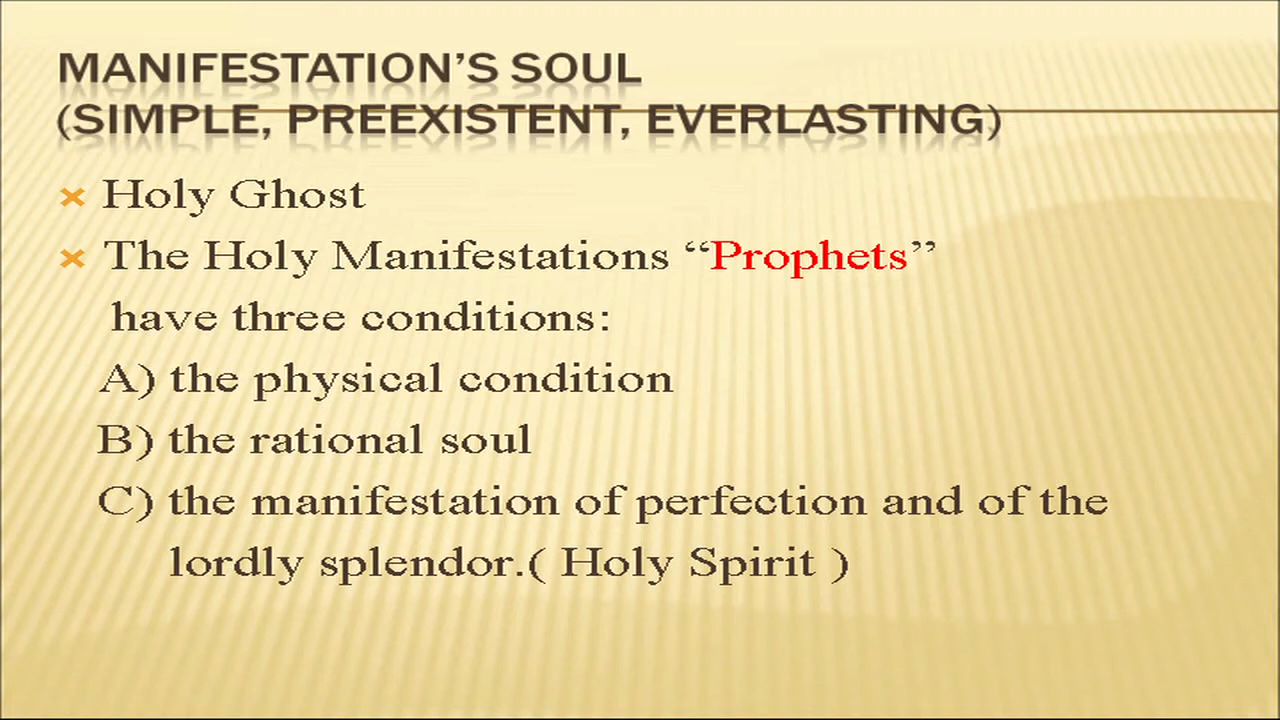 MANIFESTATION'S SOUL
(SIMPLE, PREEXISTENT, EVERLASTING)
Holy Ghost
The Holy Manifestations “Prophets”
have three conditions:
A) the physical condition
B) the rational soul
C) the manifestation of perfection and of the
lordly splendor.( Holy Spirit )